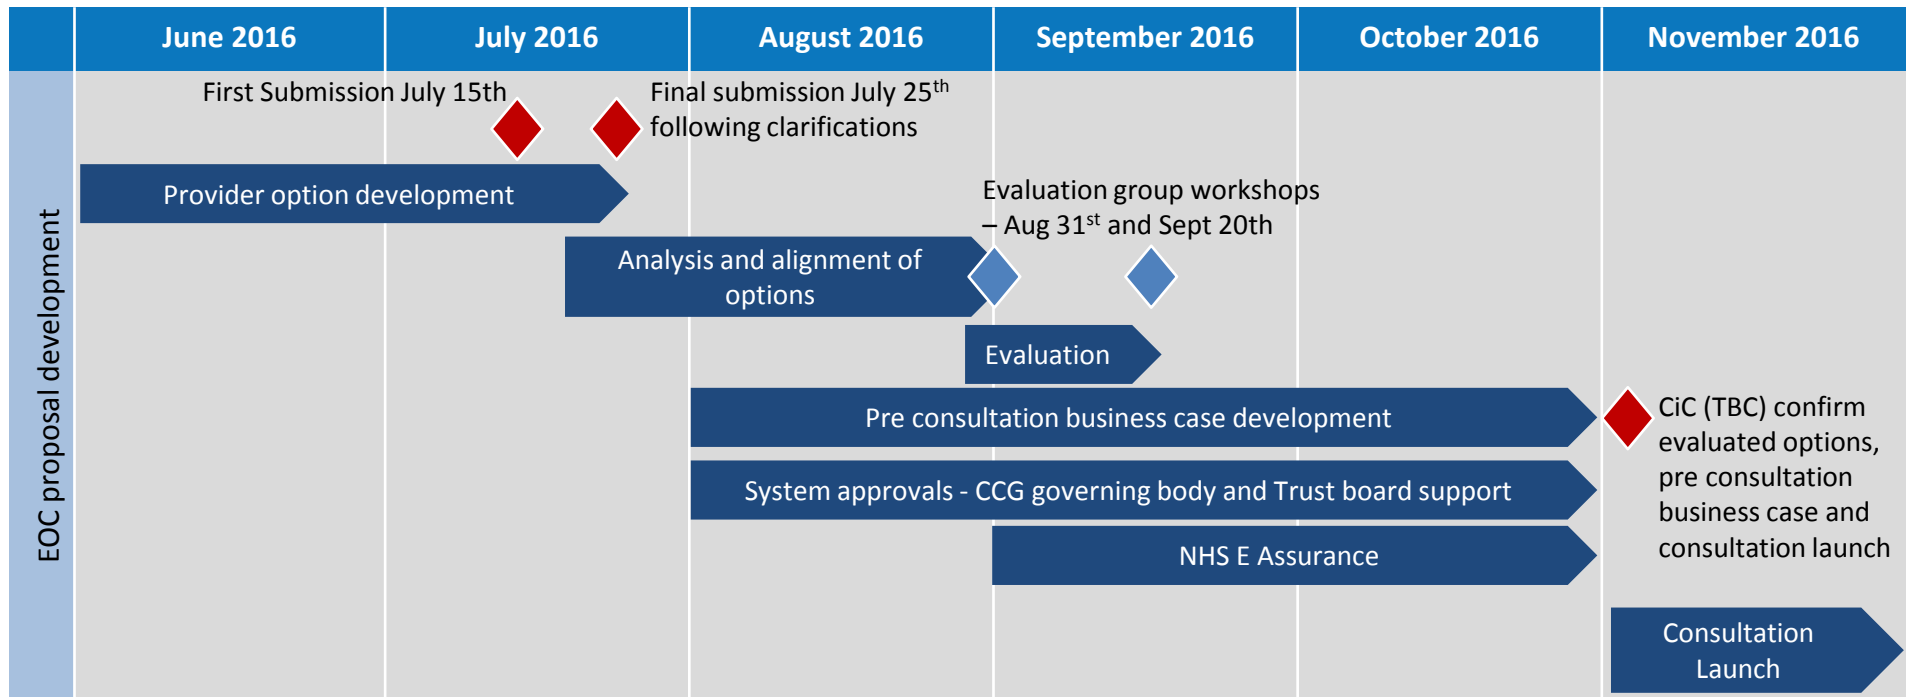 June 2016
July 2016
August 2016
September 2016
October 2016
November 2016
EOC proposal development
First Submission July 15th
Final submission July 25th
following clarifications
Provider option development
Evaluation group workshops
– Aug 31st and Sept 20th
Analysis and alignment of
options
Evaluation
Pre consultation business case development
CiC (TBC) confirm
evaluated options,
pre consultation
business case and
consultation launch
System approvals - CCG governing body and Trust board support
NHS E Assurance
Consultation
Launch